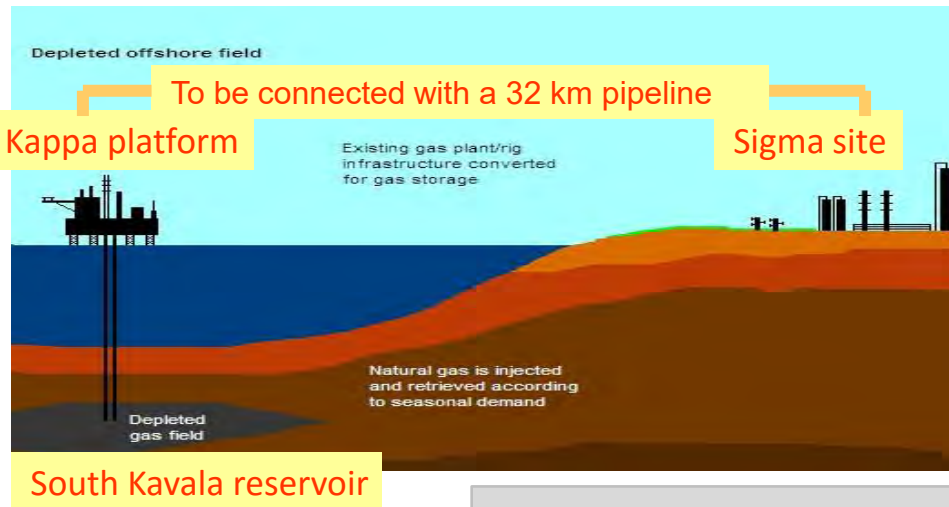 Depleted offshore field
To be connected with a 32 km pipeline
Kappa platform
Sigma site
Existing gas plant/rig
infrastructure converted
for gas storage
Natural gas is injected
and retrieved according
to seasonal demand
Depleted
gas field
South Kavala reservoir